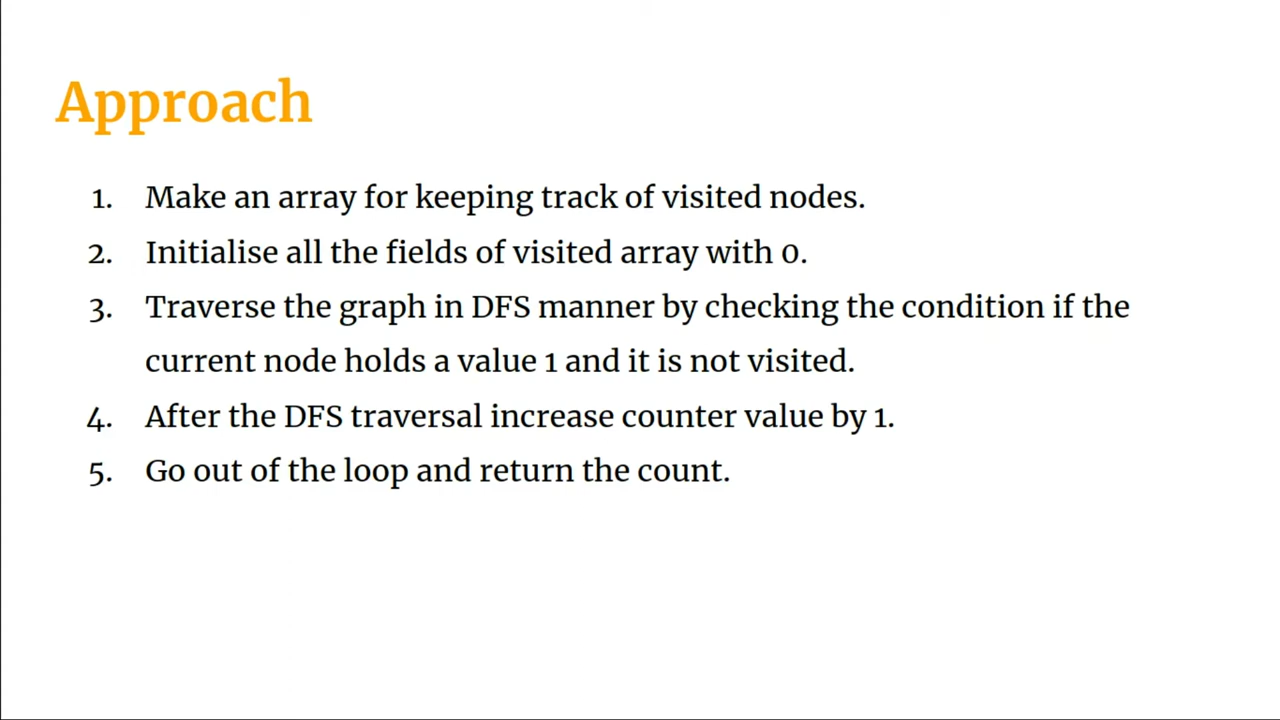 Approach
1. Make an array for keeping track of visited nodes.
2. Initialise all the fields of visited array with 0.
3. Traverse the graph in DFS manner by checking the condition if the
current node holds a value 1 and it is not visited.
4. After the DFS traversal increase counter value by 1.
5. Go out of the loop and return the count.